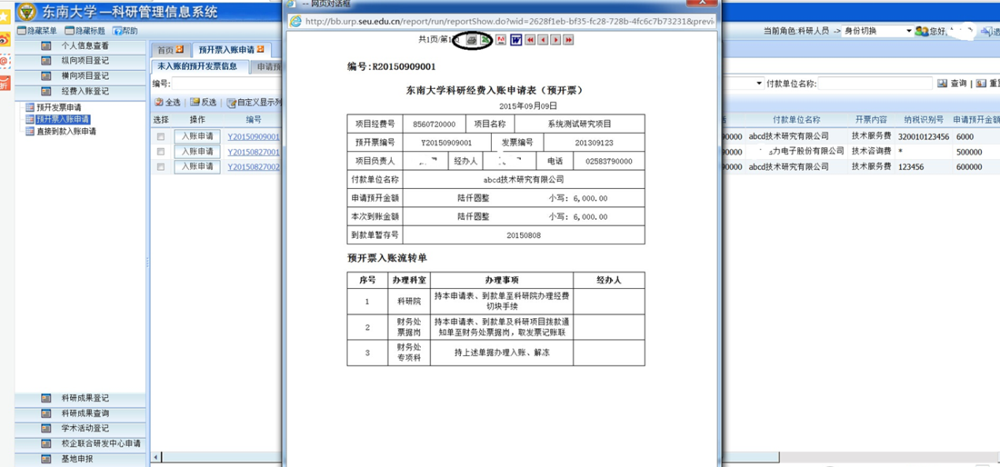 东南大学—科研管理信息系统
隐藏菜单 隐藏标题 帮助
当前角色:科研人员 -> 身份切换 您好,
个人信息查看
纵向项目登记
横向项目登记
经费入账登记
预开发票申请
预开票入账申请
直接到款入账申请
科研成果登记
科研成果查询
学术活动登记
校企联合研发中心申请
基地申报
首页 预开票入账申请
未入账的预开发票信息 申请预
编号:
全选 反选 自定义显示列
选择 操作 编号
入账申请 Y20150909001
入账申请 Y20150827001
入账申请 Y20150827002
-- 网页对话框
http://bb.urp.seu.edu.cn/report/run/reportShow.do?wid=2628f1eb-bf35-fc28-728b-4fc6c7b73231&previ
共1页/第1
编号:R20150909001
东南大学科研经费入账申请表（预开票）
2015年09月09日
项目经费号 8560720000 项目名称 系统测试研究项目
预开票编号 Y20150909001 发票编号 201309123
项目负责人 经办人 电话 02583790000
付款单位名称 abcd技术研究有限公司
申请预开金额 陆仟圆整 小写: 6,000.00
本次到账金额 陆仟圆整 小写: 6,000.00
到款单暂存号 20150808
预开票入账流转单
序号 办理科室 办理事项 经办人
1 科研院 持本申请表、到款单至科研院办理经费
切块手续
2 财务处
票据岗 持本申请表、到款单及科研项目拨款通
知单至财务处票据岗，取发票记账联
3 财务处
专项科 持上述单据办理入账、解冻
付款单位名称: 查询
付款单位名称 开票内容 纳税识别号 申请预开金额
90000 abcd技术研究有限公司 技术服务费 320010123456 6000
90000 力电子股份有限公司 技术咨询费 * 500000
90000 abcd技术研究有限公司 技术服务费 123456 600000